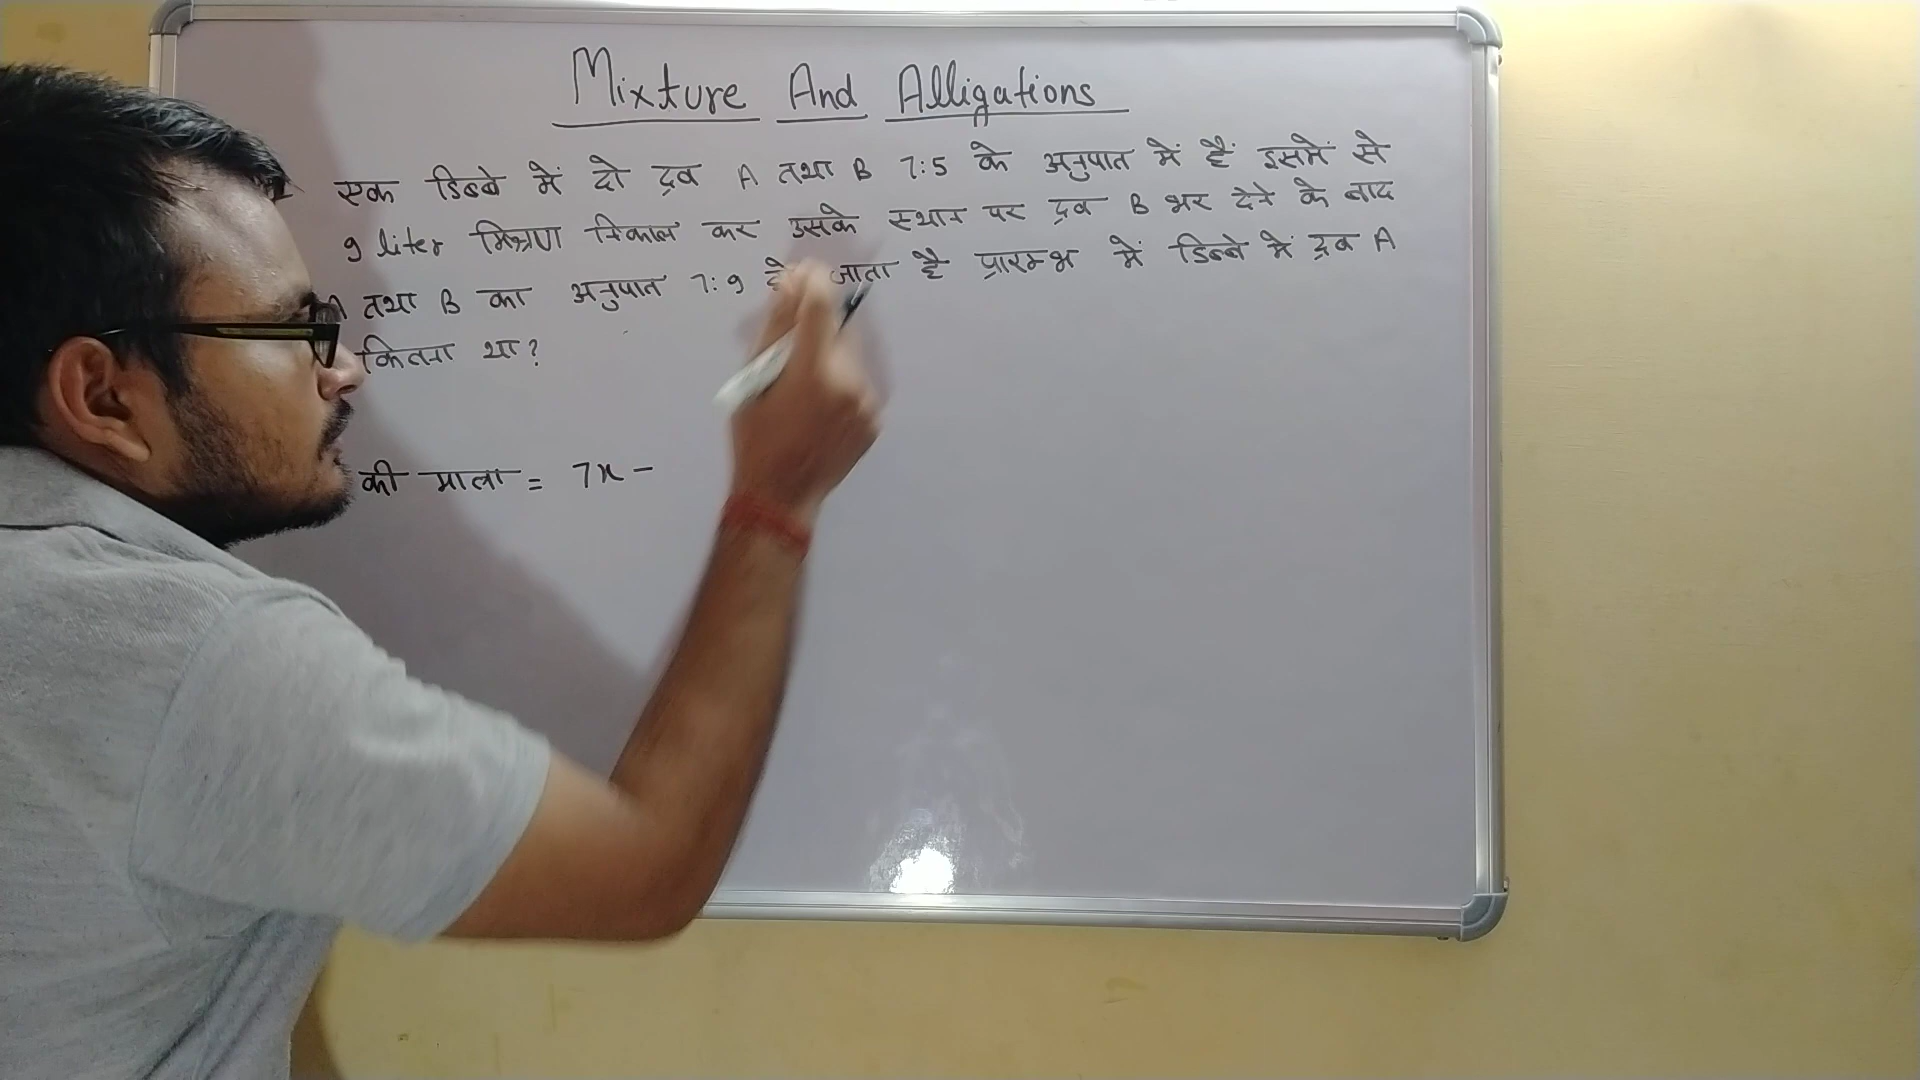 Mixture And Alligations
एक डिब्बे में दो द्रव A तथा B 7:5 के अनुपात में हैं इसमें से
9 liter मिश्रण निकाल कर उसके स्थान पर द्रव B भर देने के बाद
A तथा B का अनुपात 7:9 हो जाता है प्रारम्भ में डिब्बे में द्रव A
कितना था?
की मात्रा = 7x -